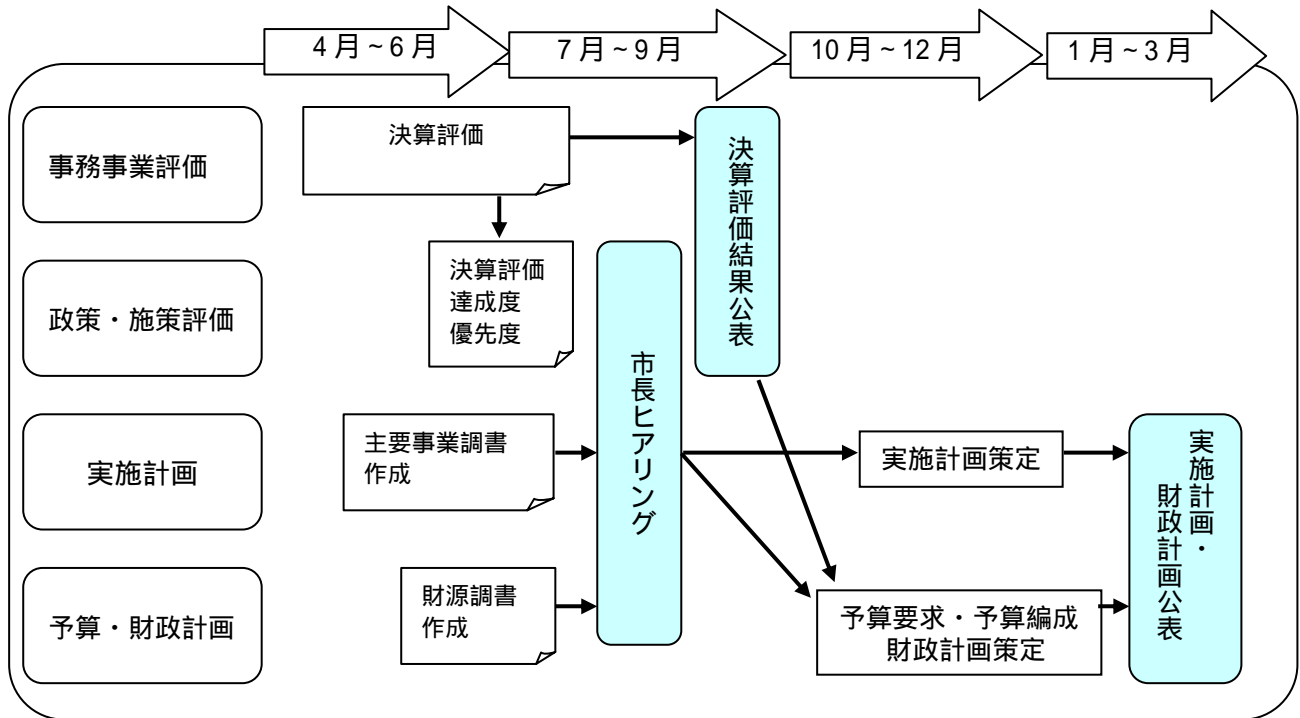 4月~6月
7月~9月
10月~12月
1月~3月
事務事業評価
決算評価
決算評価結果公表
政策・施策評価
決算評価
達成度
優先度
市長ヒアリング
実施計画
主要事業調書
作成
実施計画策定
実施計画・
財政計画公表
予算・財政計画
財源調書
作成
予算要求・予算編成
財政計画策定